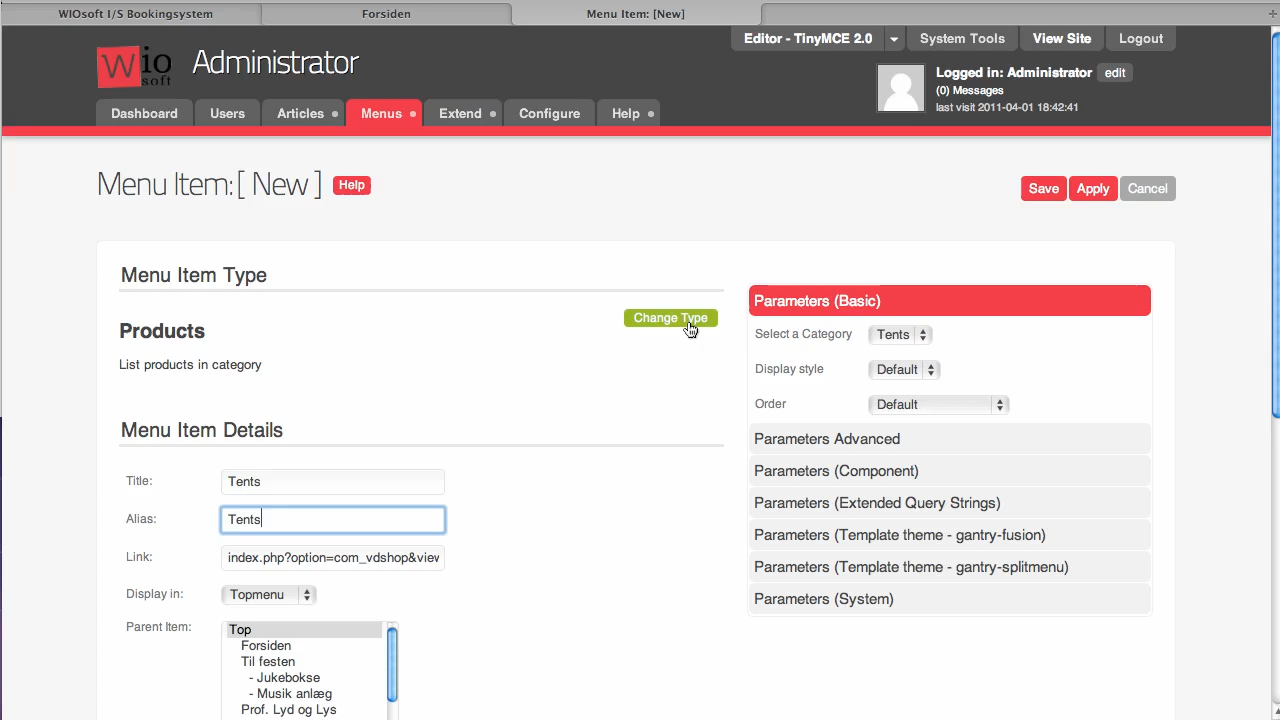 WIOsoft I/S Bookingsystem
Forsiden
Menu Item: [New]
Editor - TinyMCE 2.0
System Tools
View Site
Logout
Wio soft
Administrator
Logged in: Administrator
edit
(0) Messages
last visit 2011-04-01 18:42:41
Dashboard
Users
Articles
Menus
Extend
Configure
Help
Menu Item:[ New ]
Help
Save
Apply
Cancel
Menu Item Type
Change Type
Products
List products in category
Menu Item Details
Title:
Tents
Alias:
Tents
Link:
index.php?option=com_vdshop&view
Display in:
Topmenu
Parent Item:
Top
Forsiden
Til festen
- Jukebokse
- Musik anlæg
Prof. Lyd og Lys
Parameters (Basic)
Select a Category
Tents
Display style
Default
Order
Default
Parameters Advanced
Parameters (Component)
Parameters (Extended Query Strings)
Parameters (Template theme - gantry-fusion)
Parameters (Template theme - gantry-splitmenu)
Parameters (System)